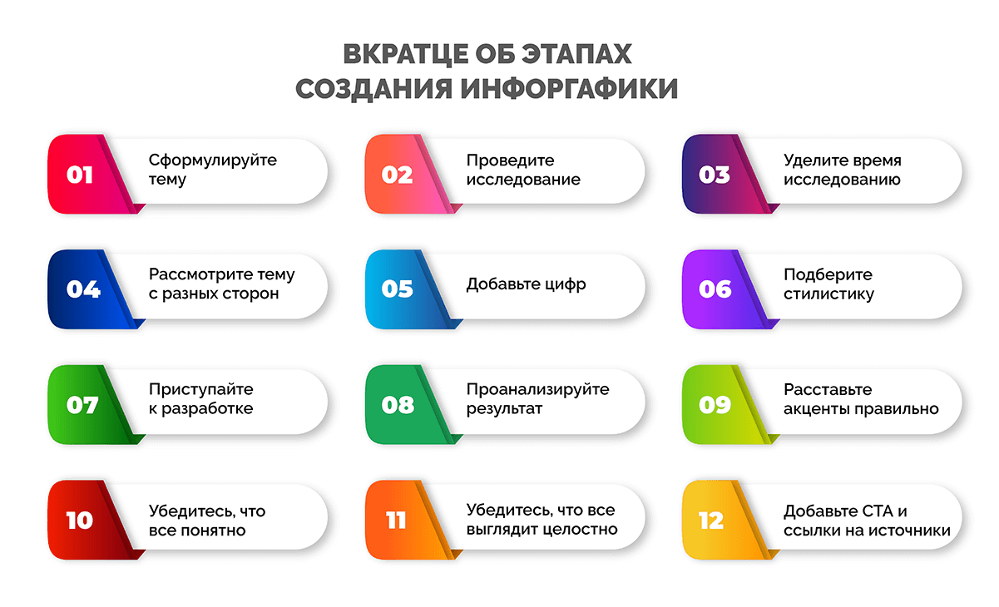 ВКРАТЦЕ ОБ ЭТАПАХ
СОЗДАНИЯ ИНФОРГАФИКИ
01
Сформулируйте
тему
02
Проведите
исследование
03
Уделите время
исследованию
04
Рассмотрите тему
с разных сторон
05
Добавьте цифр
06
Подберите
стилистику
07
Приступайте
к разработке
08
Проанализируйте
результат
09
Расставьте
акценты правильно
10
Убедитесь, что
все понятно
11
Убедитесь, что все
выглядит целостно
12
Добавьте СТА и
ссылки на источники